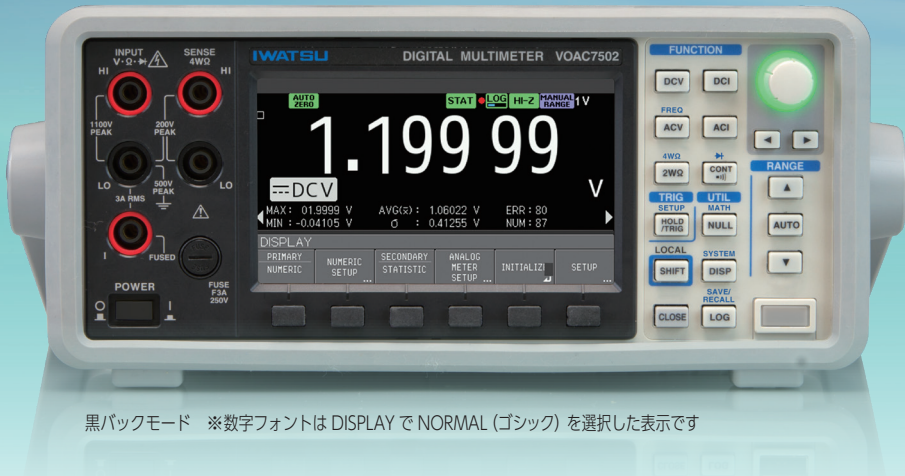 INPUT
V・Ω・
HI
SENSE
4WΩ
HI
1100V
PEAK
200V
PEAK
LO
500V
PEAK
LO
3A RMS
I
FUSED
POWER
FUSE
F3A
250V
IWATSU
DIGITAL MULTIMETER VOAC7502
AUTO
ZERO
STAT LOG HI-Z MANUAL
RANGE 1V
1.199 99
DCV
V
MAX: 01.9999 V AVG(x̄): 1.06022 V ERR:80
MIN:-0.04105 V σ : 0.41255 V NUM:87
DISPLAY
PRIMARY
NUMERIC
NUMERIC
SETUP ...
SECONDARY
STATISTIC
ANALOG
METER
SETUP ...
INITIALIZ
SETUP
...
FUNCTION
DCV DCI
FREQ
ACV ACI
4WΩ
2WΩ CONT
TRIG UTIL
SETUP MATH
HOLD
/TRIG
NULL
LOCAL SYSTEM
SHIFT DISP
SAVE/
RECALL
CLOSE LOG
RANGE
AUTO
黒バックモード ※数字フォントは DISPLAY で NORMAL (ゴシック) を選択した表示です